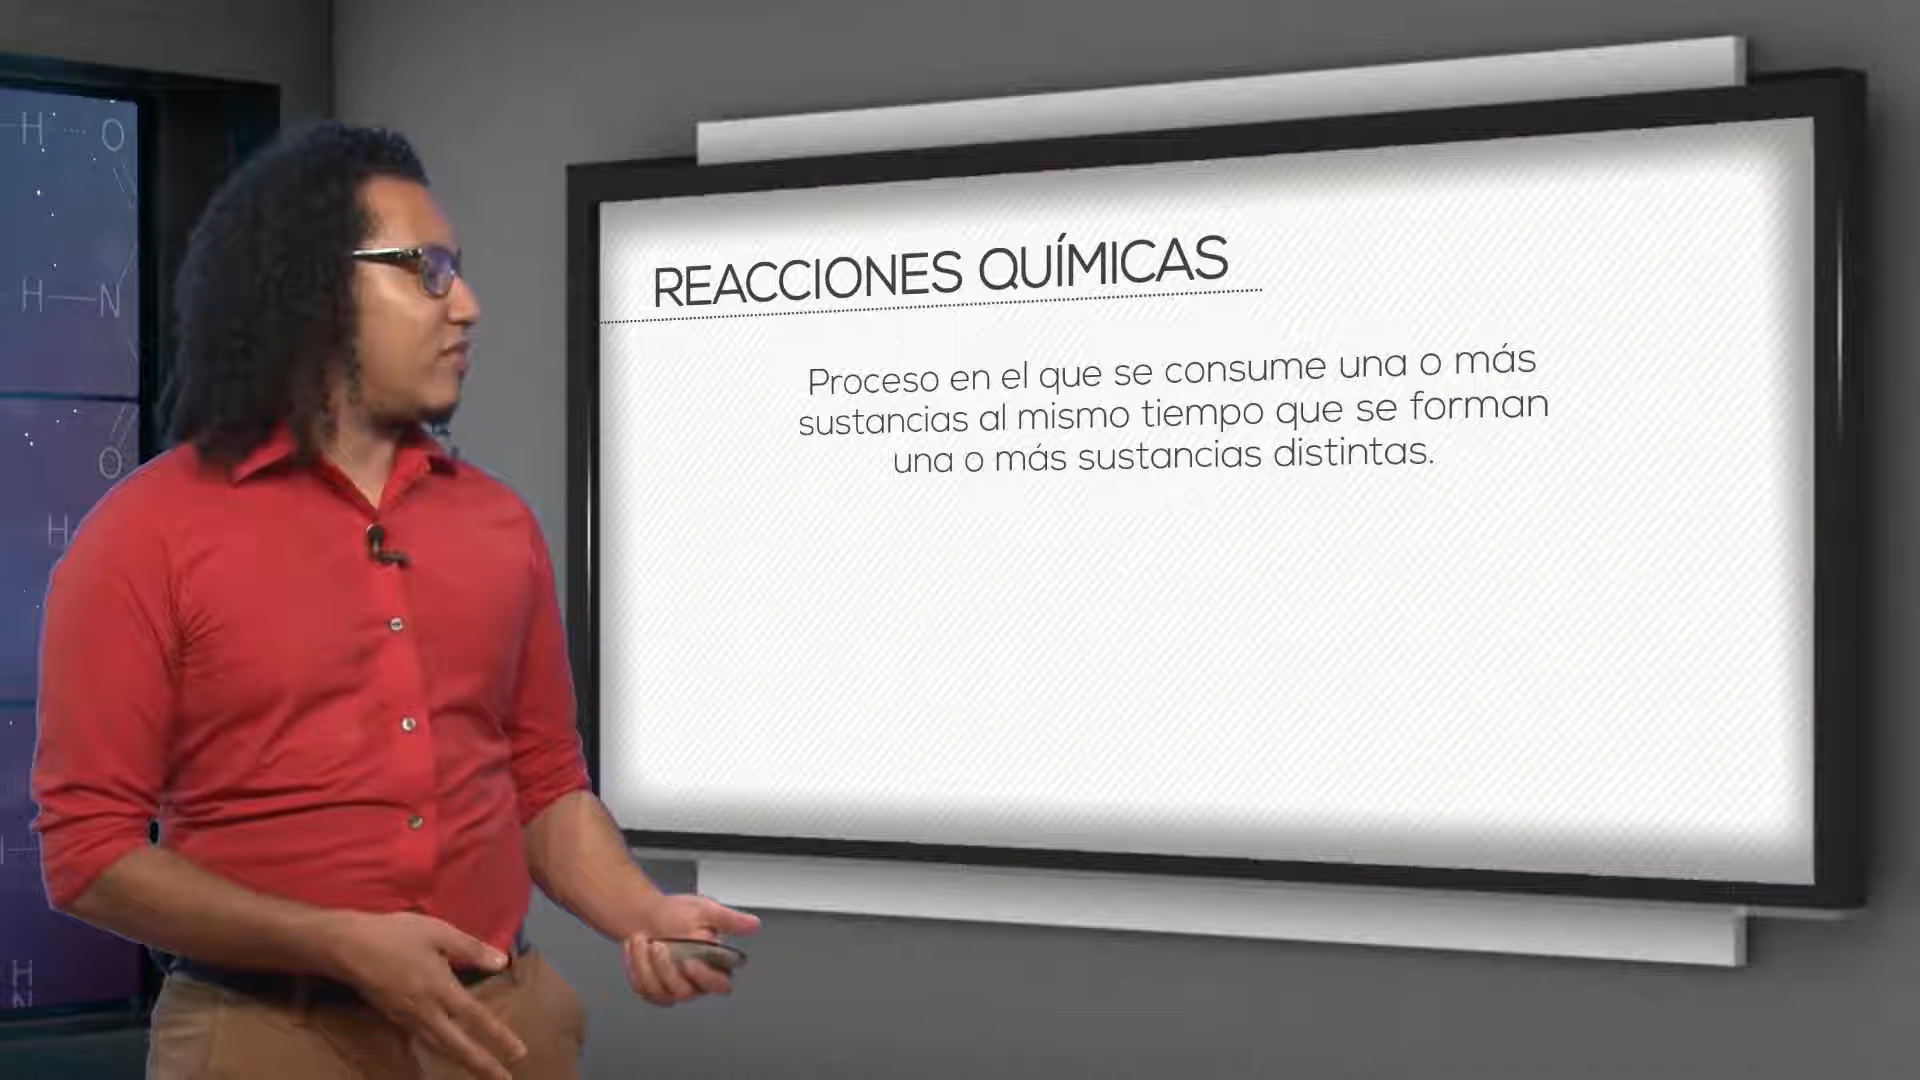 H O
H N
O
H
H
N
REACCIONES QUÍMICAS
Proceso en el que se consume una o más
sustancias al mismo tiempo que se forman
una o más sustancias distintas.